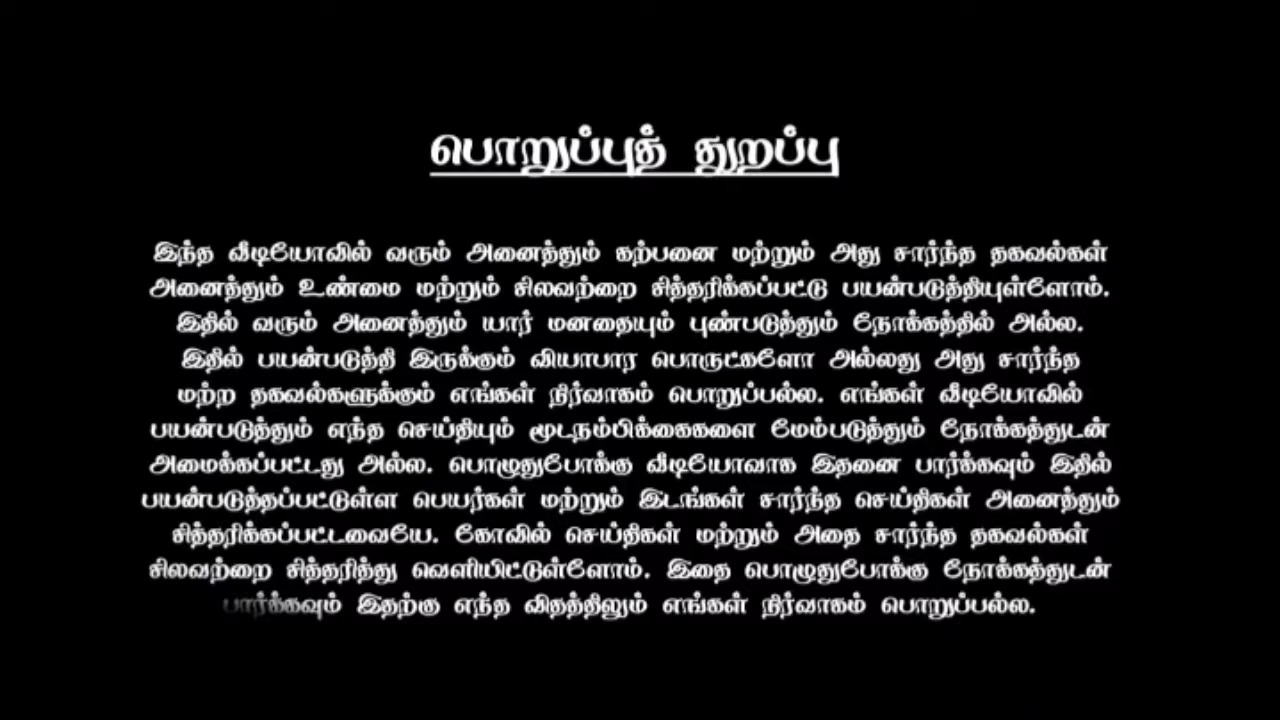 பொறுப்புத் துறப்பு
இந்த வீடியோவில் வரும் அனைத்தும் கற்பனை மற்றும் அது சார்ந்த தகவல்கள்
அனைத்தும் உண்மை மற்றும் சிலவற்றை சித்தரிக்கப்பட்டு பயன்படுத்தியுள்ளோம்.
இதில் வரும் அனைத்தும் யார் மனதையும் புண்படுத்தும் நோக்கத்தில் அல்ல.
இதில் பயன்படுத்தி இருக்கும் வியாபார பொருட்களோ அல்லது அது சார்ந்த
மற்ற தகவல்களுக்கும் எங்கள் நிர்வாகம் பொறுப்பல்ல. எங்கள் வீடியோவில்
பயன்படுத்தும் எந்த செய்தியும் மூடநம்பிக்கைகளை மேம்படுத்தும் நோக்கத்துடன்
அமைக்கப்பட்டது அல்ல. பொழுதுபோக்கு வீடியோவாக இதனை பார்க்கவும் இதில்
பயன்படுத்தப்பட்டுள்ள பெயர்கள் மற்றும் இடங்கள் சார்ந்த செய்திகள் அனைத்தும்
சித்தரிக்கப்பட்டவையே. கோவில் செய்திகள் மற்றும் அதை சார்ந்த தகவல்கள்
சிலவற்றை சித்தரித்து வெளியிட்டுள்ளோம். இதை பொழுதுபோக்கு நோக்கத்துடன்
பார்க்கவும் இதற்கு எந்த விதத்திலும் எங்கள் நிர்வாகம் பொறுப்பல்ல.